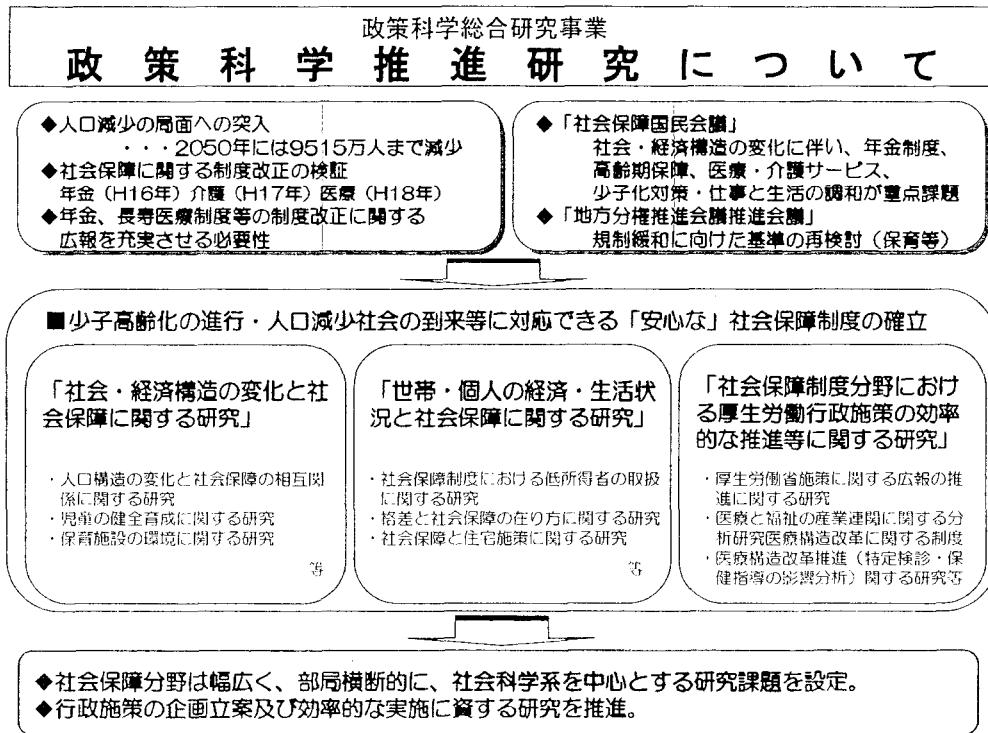 政策科学総合研究事業
政策科学推進研究について
◆人口減少の局面への突入
・・・2050年には9515万人まで減少
◆社会保障に関する制度改正の検証
年金（H16年）介護（H17年）医療（H18年）
◆年金、長寿医療制度等の制度改正に関する
広報を充実させる必要性
◆「社会保障国民会議」
社会・経済構造の変化に伴い、年金制度、
高齢期保障、医療・介護サービス、
少子化対策・仕事と生活の調和が重点課題
◆「地方分権推進会議推進会議」
規制緩和に向けた基準の再検討（保育等）
■少子高齢化の進行・人口減少社会の到来等に対応できる「安心な」社会保障制度の確立
「社会・経済構造の変化と社
会保障に関する研究」
・人口構造の変化と社会保障の相互関
係に関する研究
・児童の健全育成に関する研究
・保育施設の環境に関する研究
等
「世帯・個人の経済・生活状
況と社会保障に関する研究」
・社会保障制度における低所得者の取扱
に関する研究
・格差と社会保障の在り方に関する研究
・社会保障と住宅施策に関する研究
等
「社会保障制度分野におけ
る厚生労働行政施策の効率
的な推進等に関する研究」
・厚生労働省施策に関する広報の推
進に関する研究
・医療と福祉の産業連関に関する分
析研究医療構造改革に関する制度
・医療構造改革推進（特定検診・保
健指導の影響分析）関する研究等
◆社会保障分野は幅広く、部局横断的に、社会科学系を中心とする研究課題を設定。
◆行政施策の企画立案及び効率的な実施に資する研究を推進。